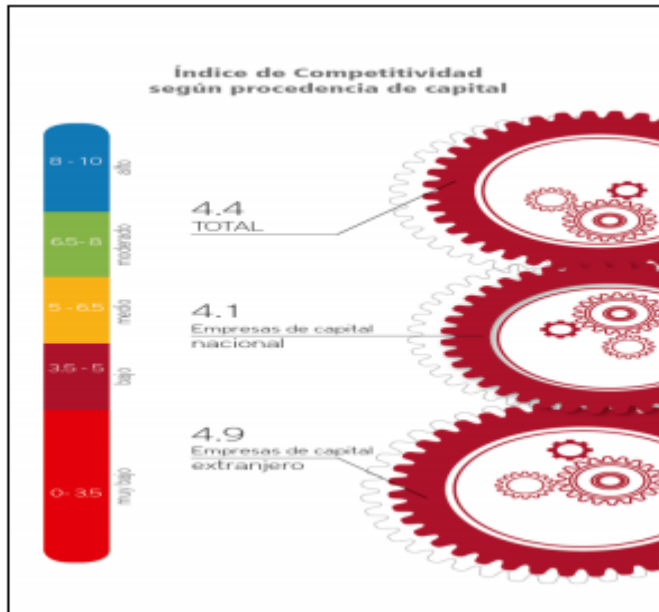 Índice de Competitividad
según procedencia de capital
8 - 10
alto
6.5 - 8
moderado
5 - 6.5
medio
3.5 - 5
bajo
0 - 3.5
muy bajo
4.4
TOTAL
4.1
Empresas de capital
nacional
4.9
Empresas de capital
extranjero